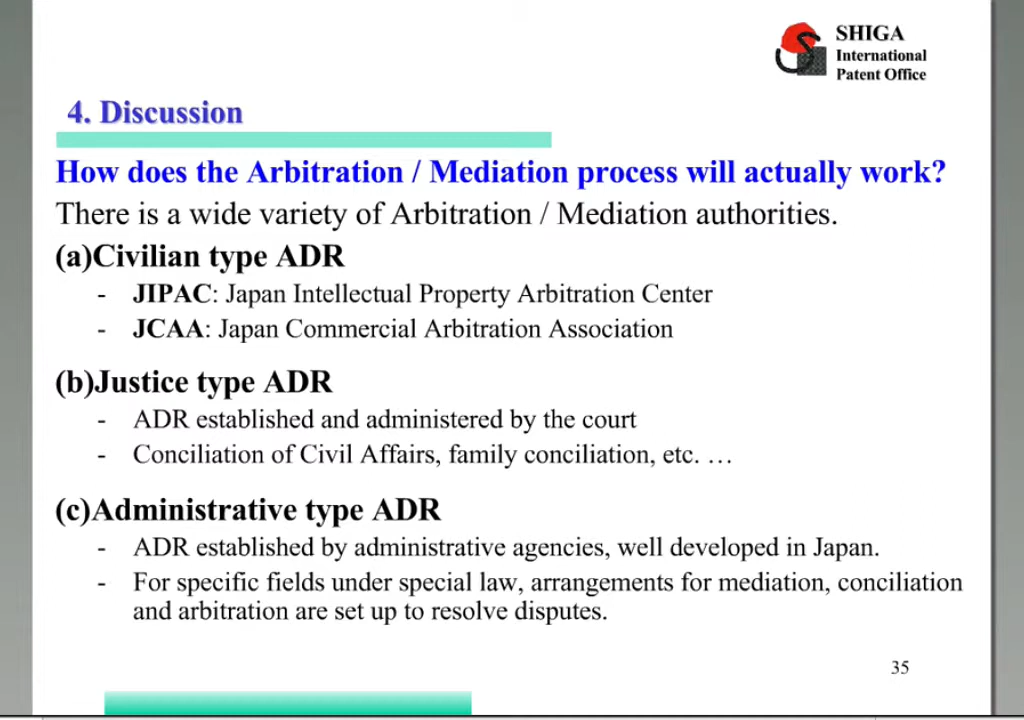 SHIGA
International
Patent Office
4. Discussion
How does the Arbitration / Mediation process will actually work?
There is a wide variety of Arbitration / Mediation authorities.
(a)Civilian type ADR
- JIPAC: Japan Intellectual Property Arbitration Center
- JCAA: Japan Commercial Arbitration Association
(b)Justice type ADR
- ADR established and administered by the court
- Conciliation of Civil Affairs, family conciliation, etc. …
(c)Administrative type ADR
- ADR established by administrative agencies, well developed in Japan.
- For specific fields under special law, arrangements for mediation, conciliation
and arbitration are set up to resolve disputes.
35